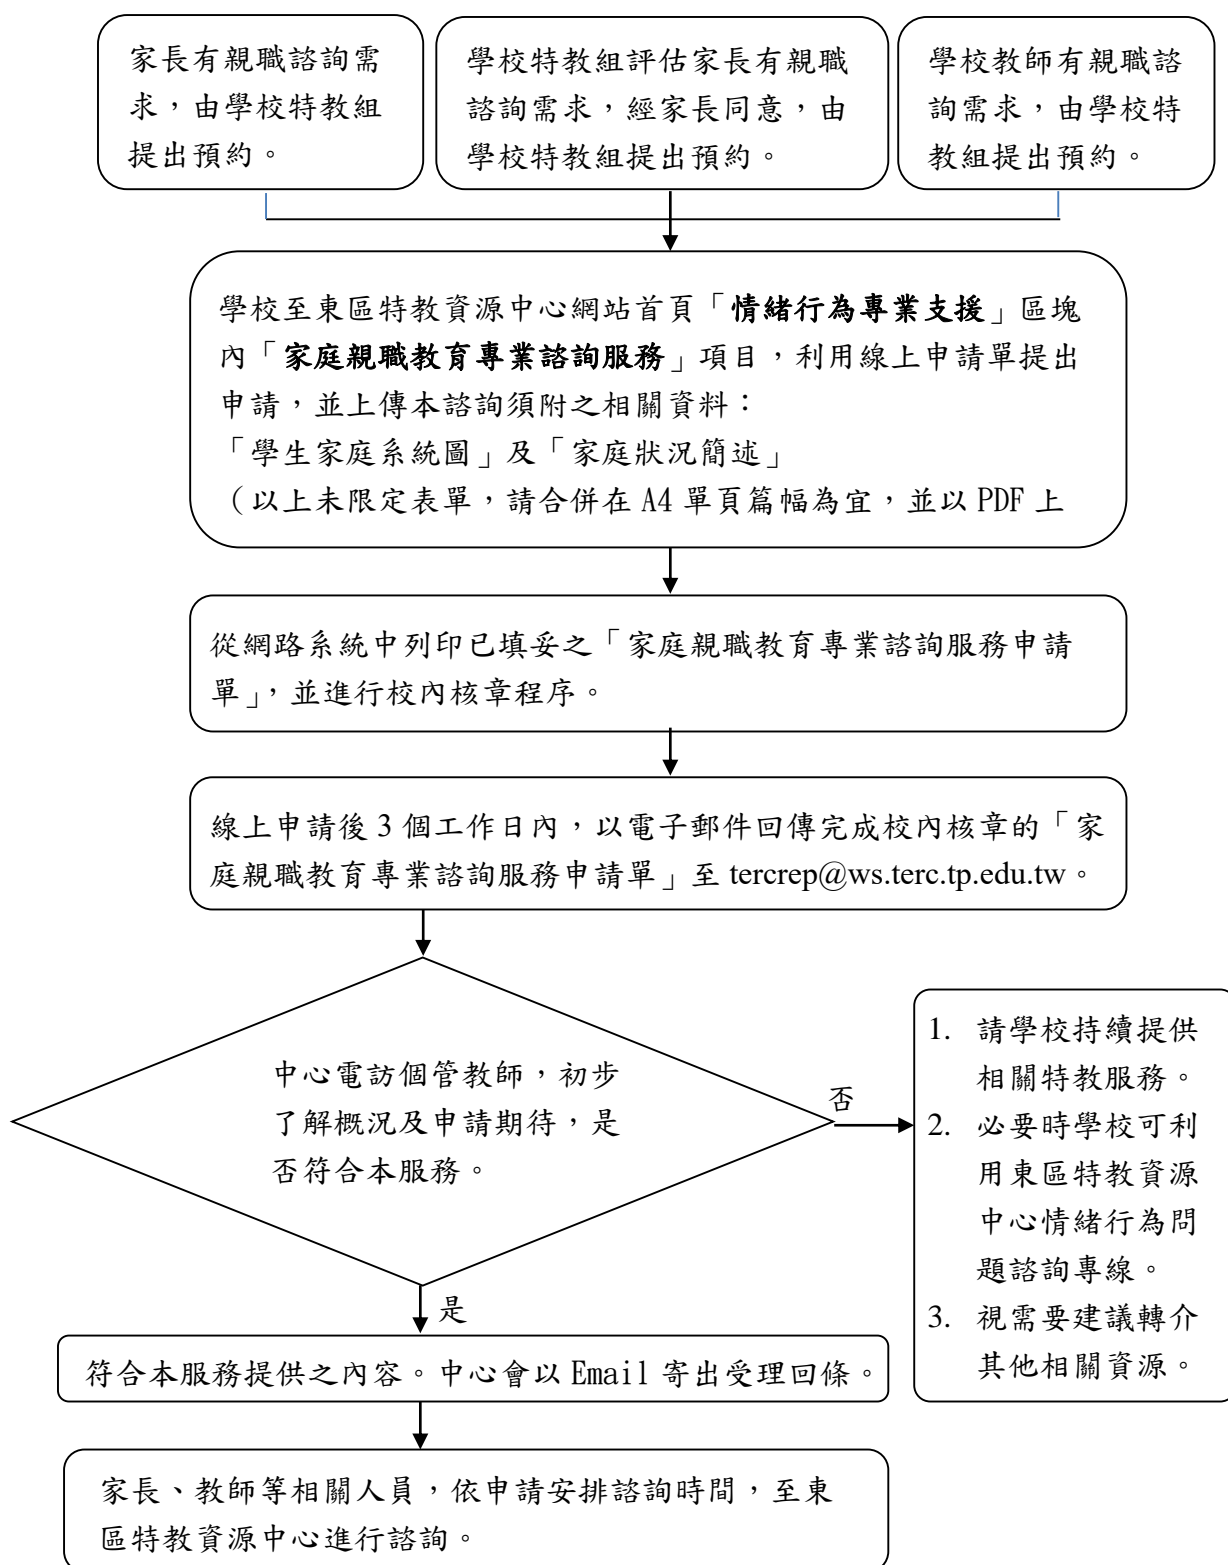 家長有親職諮詢需
求，由學校特教組
提出預約。
學校特教組評估家長有親職
諮詢需求，經家長同意，由
學校特教組提出預約。
學校教師有親職諮
詢需求，由學校特
教組提出預約。
學校至東區特教資源中心網站首頁「情緒行為專業支援」區塊
內「家庭親職教育專業諮詢服務」項目，利用線上申請單提出
申請，並上傳本諮詢須附之相關資料：
「學生家庭系統圖」及「家庭狀況簡述」
（以上未限定表單，請合併在 A4 單頁篇幅為宜，並以 PDF 上
從網路系統中列印已填妥之「家庭親職教育專業諮詢服務申請
單」，並進行校內核章程序。
線上申請後 3 個工作日內，以電子郵件回傳完成校內核章的「家
庭親職教育專業諮詢服務申請單」至 tercrep@ws.terc.tp.edu.tw。
中心電訪個管教師，初步
了解概況及申請期待，是
否符合本服務。
否
1. 請學校持續提供
相關特教服務。
2. 必要時學校可利
用東區特教資源
中心情緒行為問
題諮詢專線。
3. 視需要建議轉介
其他相關資源。
是
符合本服務提供之內容。中心會以 Email 寄出受理回條。
家長、教師等相關人員，依申請安排諮詢時間，至東
區特教資源中心進行諮詢。